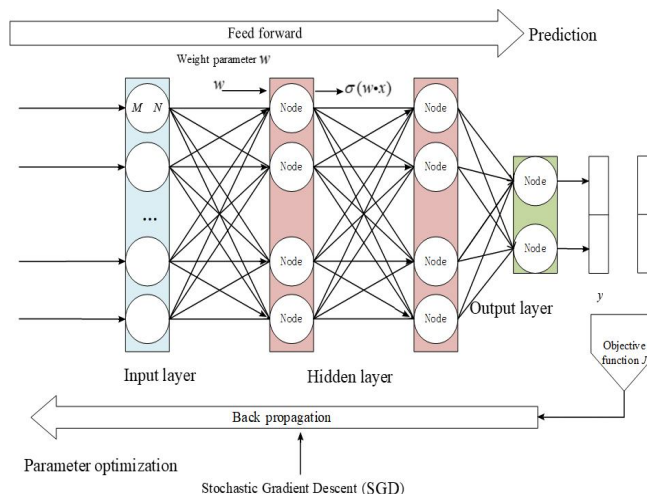 Feed forward
Prediction
Weight parameter w
w
σ(w•x)
M N
Node
Node
Node
Node
Node
...
Node
Node
Node
Node
Node
y
Output layer
Input layer
Hidden layer
Objective
function J
Back propagation
Parameter optimization
Stochastic Gradient Descent (SGD)